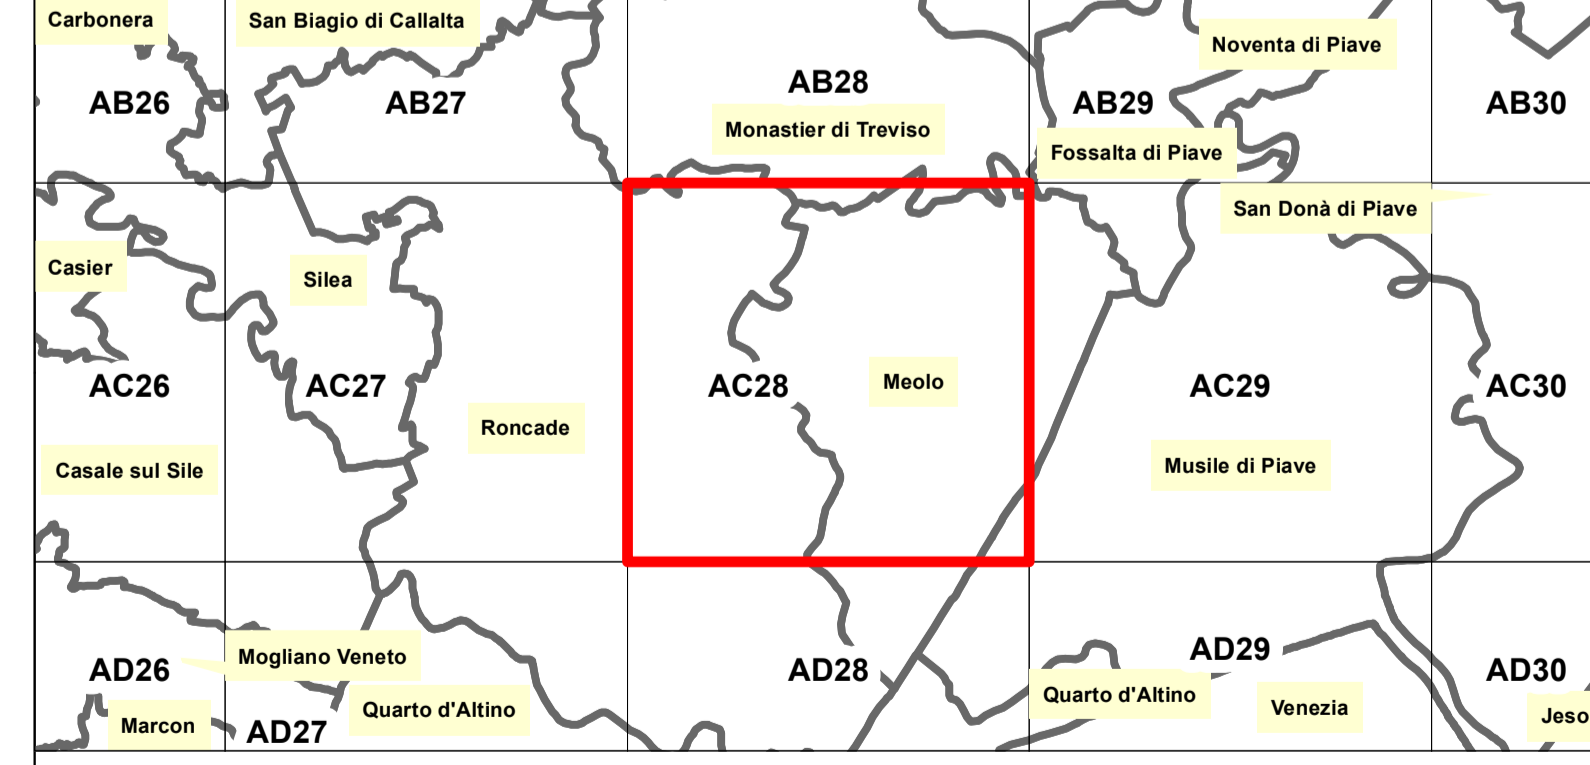 Carbonera
San Biagio di Callalta
Noventa di Piave
AB26
AB27
AB28
AB29
AB30
Monastier di Treviso
Fossalta di Piave
San Donà di Piave
Casier
Silea
AC26
AC27
AC28
Meolo
AC29
AC30
Roncade
Casale sul Sile
Musile di Piave
Mogliano Veneto
AD26
AD28
AD29
AD30
Quarto d'Altino
Quarto d'Altino
Venezia
Jeso
Marcon
AD27